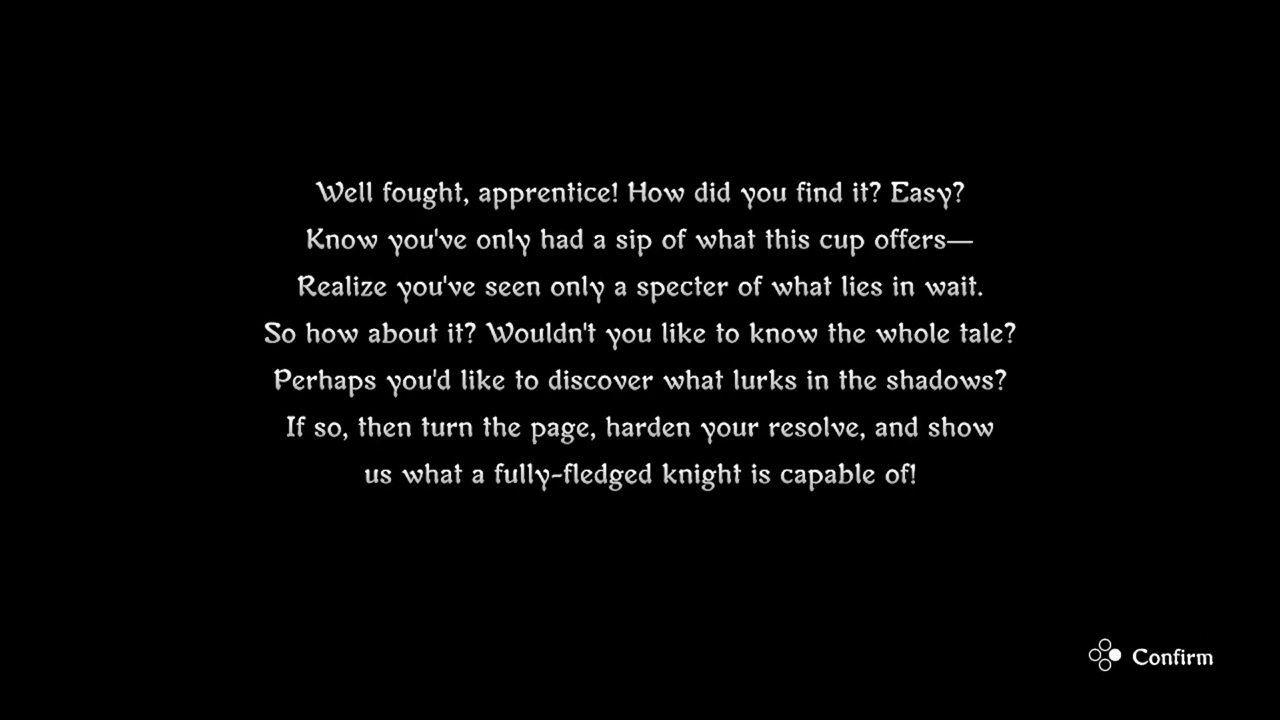 Well fought, apprentice! How did you find it? Easy?
Know you've only had a sip of what this cup offers—
Realize you've seen only a specter of what lies in wait.
So how about it? Wouldn't you like to know the whole tale?
Perhaps you'd like to discover what lurks in the shadows?
If so, then turn the page, harden your resolve, and show
us what a fully-fledged knight is capable of!
Confirm